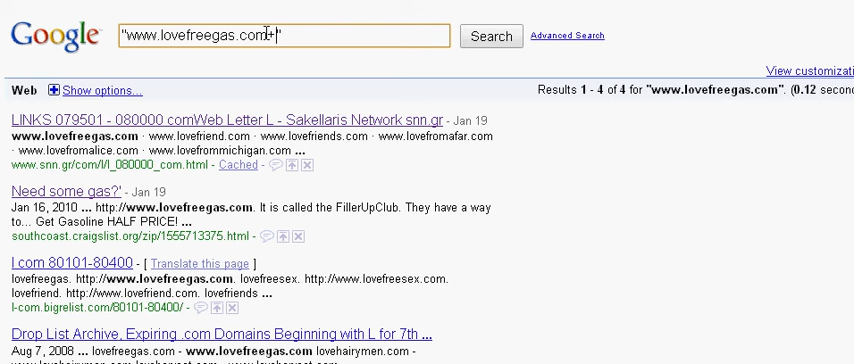 Google
"www.lovefreegas.com+"
Search
Advanced Search
View customizati
Web
Show options...
Results 1 - 4 of 4 for "www.lovefreegas.com". (0.12 second
LINKS 079501 - 080000 comWeb Letter L - Sakellaris Network snn.gr - Jan 19
www.lovefreegas.com · www.lovefriend.com · www.lovefriends.com · www.lovefromafar.com
· www.lovefromalice.com · www.lovefrommichigan.com ...
www.snn.gr/com/l/l_080000_com.html - Cached -
Need some gas?' - Jan 19
Jan 16, 2010 ... http://www.lovefreegas.com. It is called the FillerUpClub. They have a way
to... Get Gasoline HALF PRICE! ...
southcoast.craigslist.org/zip/1555713375.html -
l com 80101-80400 - [ Translate this page ]
lovefreegas. http://www.lovefreegas.com. lovefreesex. http://www.lovefreesex.com.
lovefriend. http://www.lovefriend.com. lovefriends ...
l-com.bigrelist.com/80101-80400/ -
Drop List Archive, Expiring .com Domains Beginning with L for 7th ...
Aug 7, 2008 ... lovefreegas.com - www.lovefreegas.com lovehairymen.com -